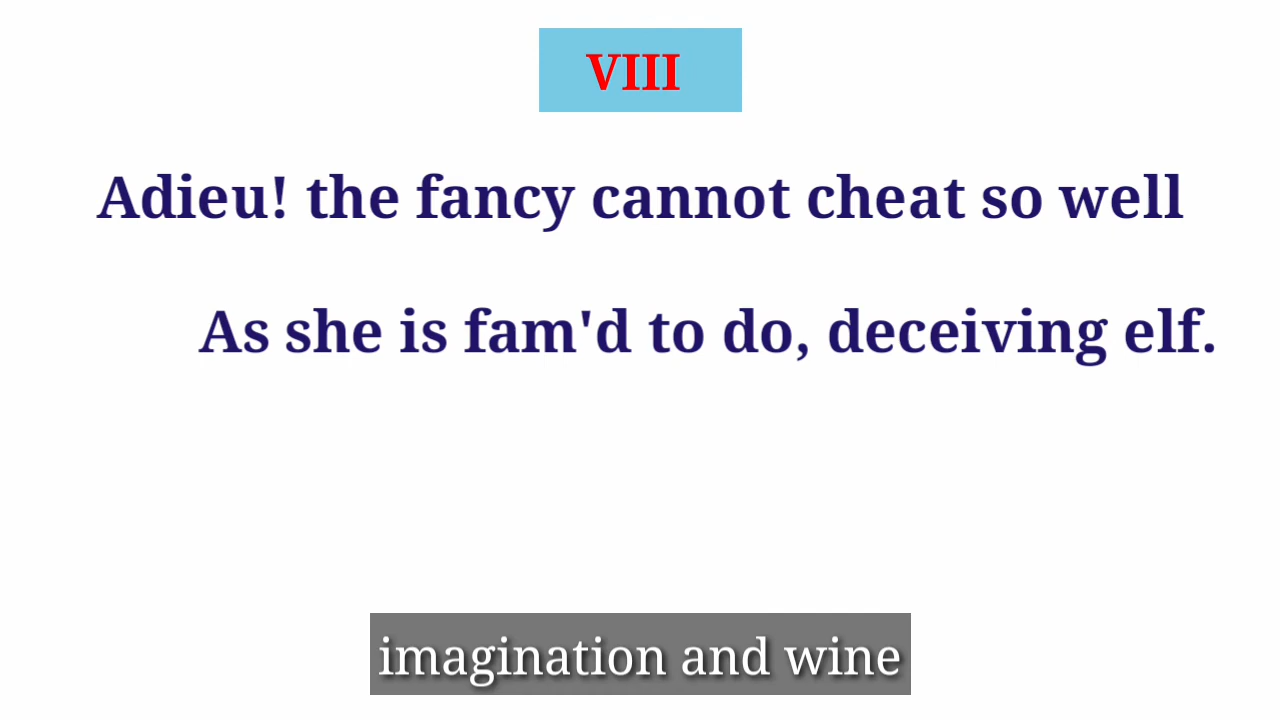 VIII
Adieu! the fancy cannot cheat so well
As she is fam'd to do, deceiving elf.
imagination and wine